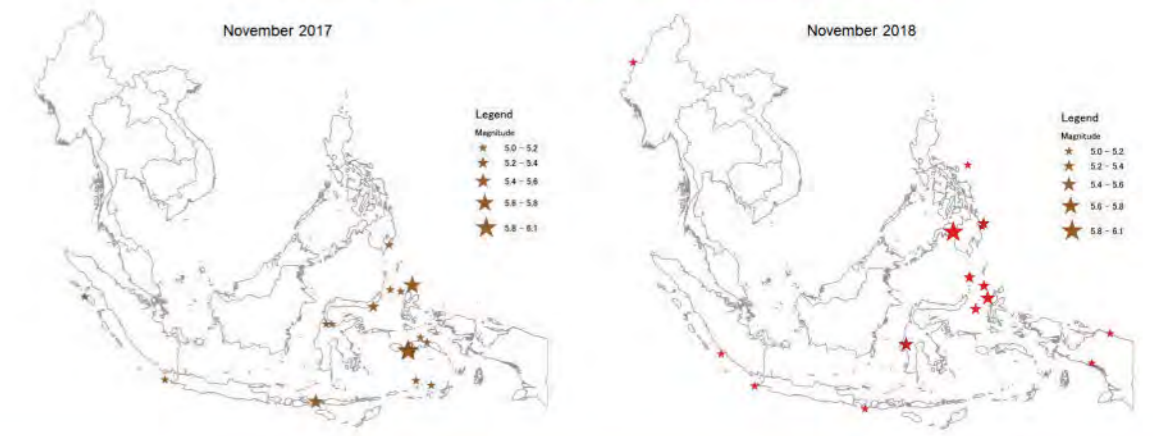 November 2017
Legend
Magnitude
5.0 – 5.2
5.2 – 5.4
5.4 – 5.6
5.6 – 5.8
5.8 – 6.1
November 2018
Legend
Magnitude
5.0 – 5.2
5.2 – 5.4
5.4 – 5.6
5.6 – 5.8
5.8 – 6.1